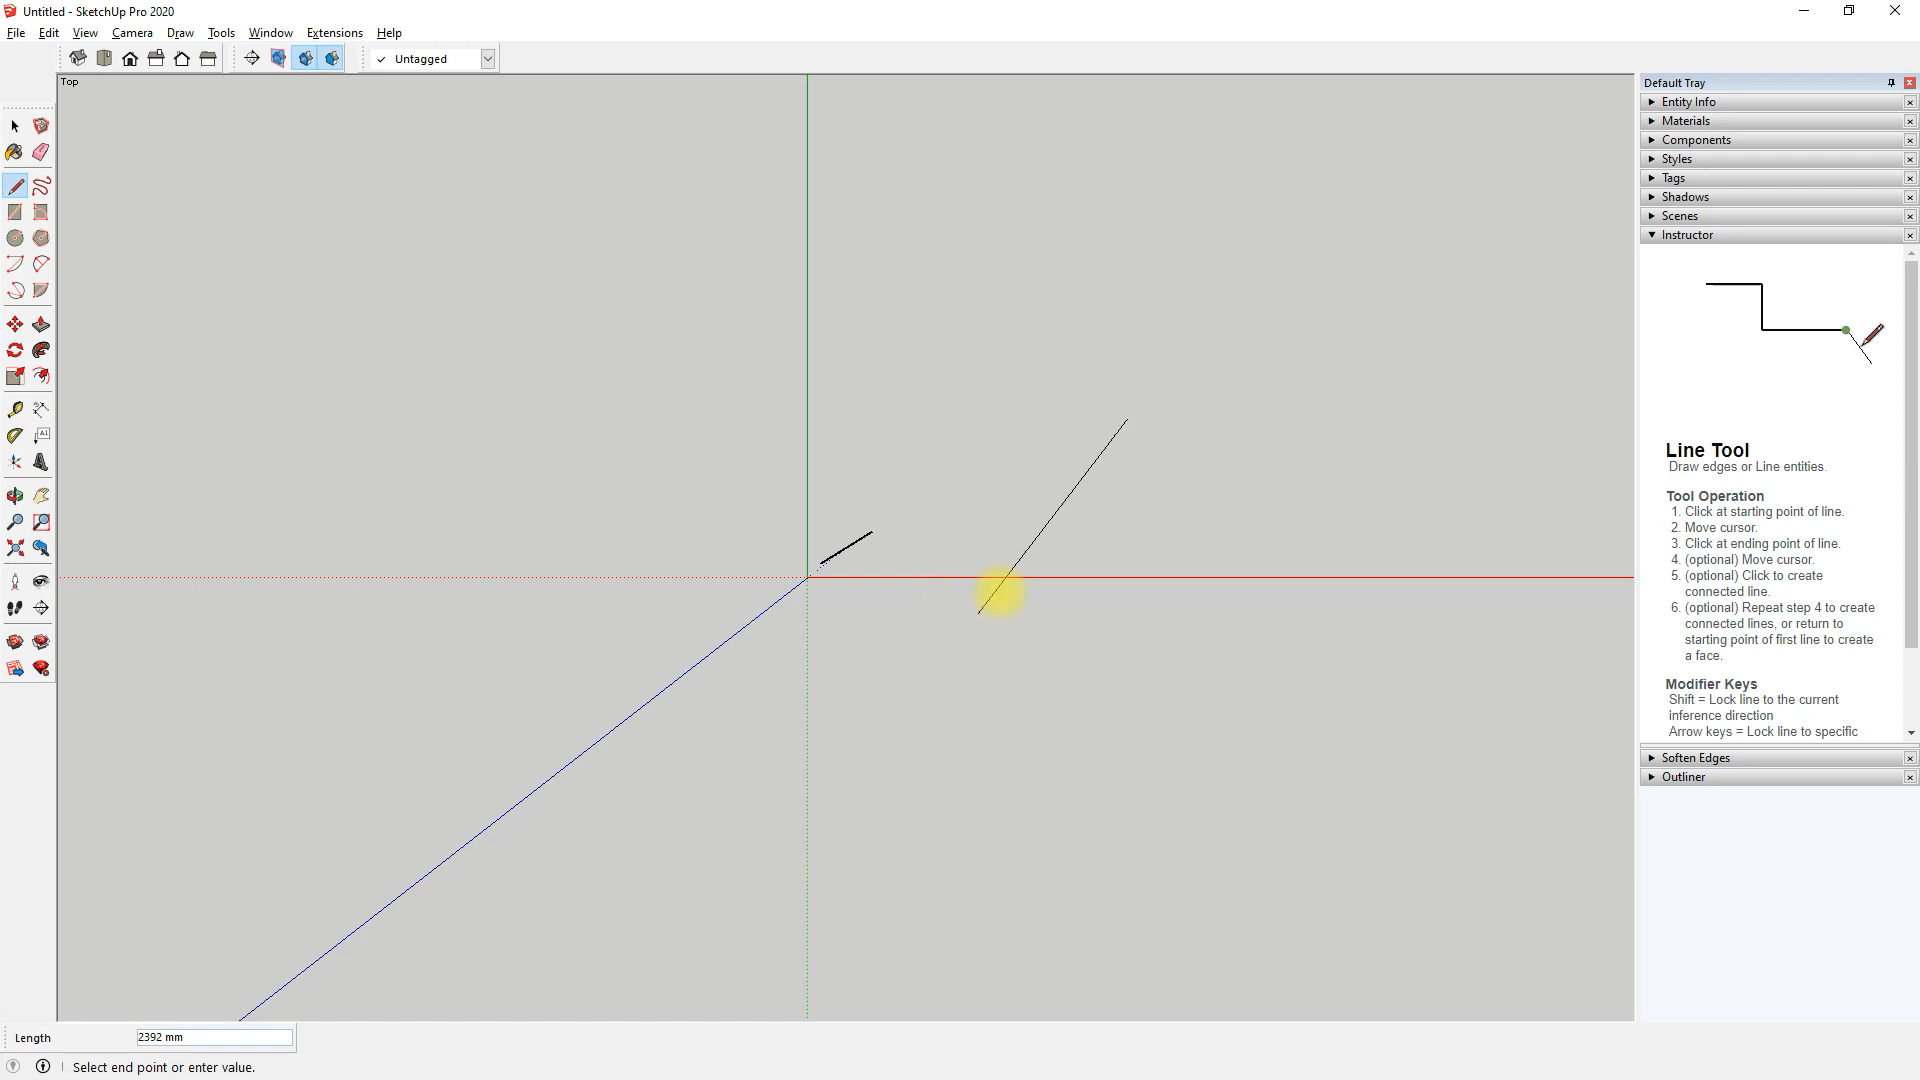 Untitled - SketchUp Pro 2020
File Edit View Camera Draw Tools Window Extensions Help
Untagged
Top
Default Tray
Entity Info
Materials
Components
Styles
Tags
Shadows
Scenes
Instructor
Line Tool
Draw edges or Line entities.
Tool Operation
1. Click at starting point of line.
2. Move cursor.
3. Click at ending point of line.
4. (optional) Move cursor.
5. (optional) Click to create
connected line.
6. (optional) Repeat step 4 to create
connected lines, or return to
starting point of first line to create
a face.
Modifier Keys
Shift = Lock line to the current
inference direction
Arrow keys = Lock line to specific
Soften Edges
Outliner
Length 2392 mm
Select end point or enter value.